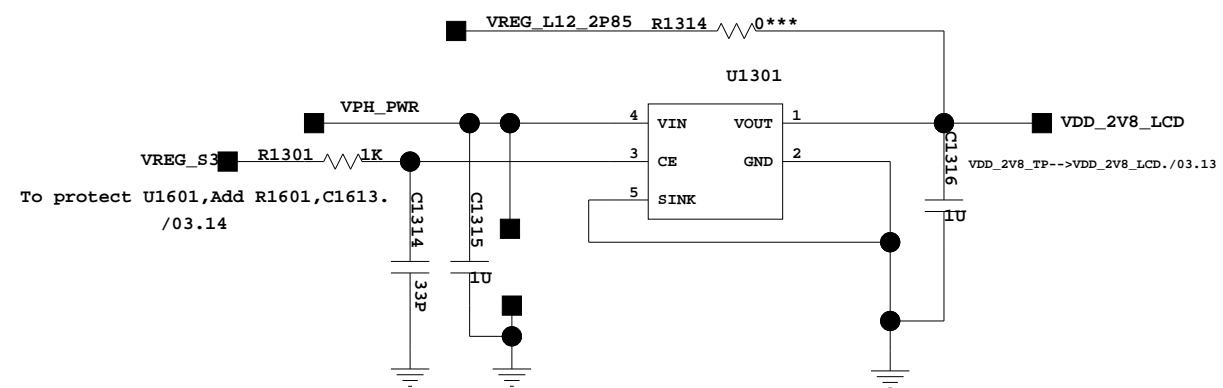 VREG_L12_2P85 R1314 0***
U1301
VPH_PWR
4 VIN VOUT 1
VDD_2V8_LCD
VREG_S3 R1301 1K
3 CE GND 2
C1316
VDD_2V8_TP-->VDD_2V8_LCD./03.13
To protect U1601,Add R1601,C1613.
/03.14
5 SINK
C1314
C1315
1U
1U
33P